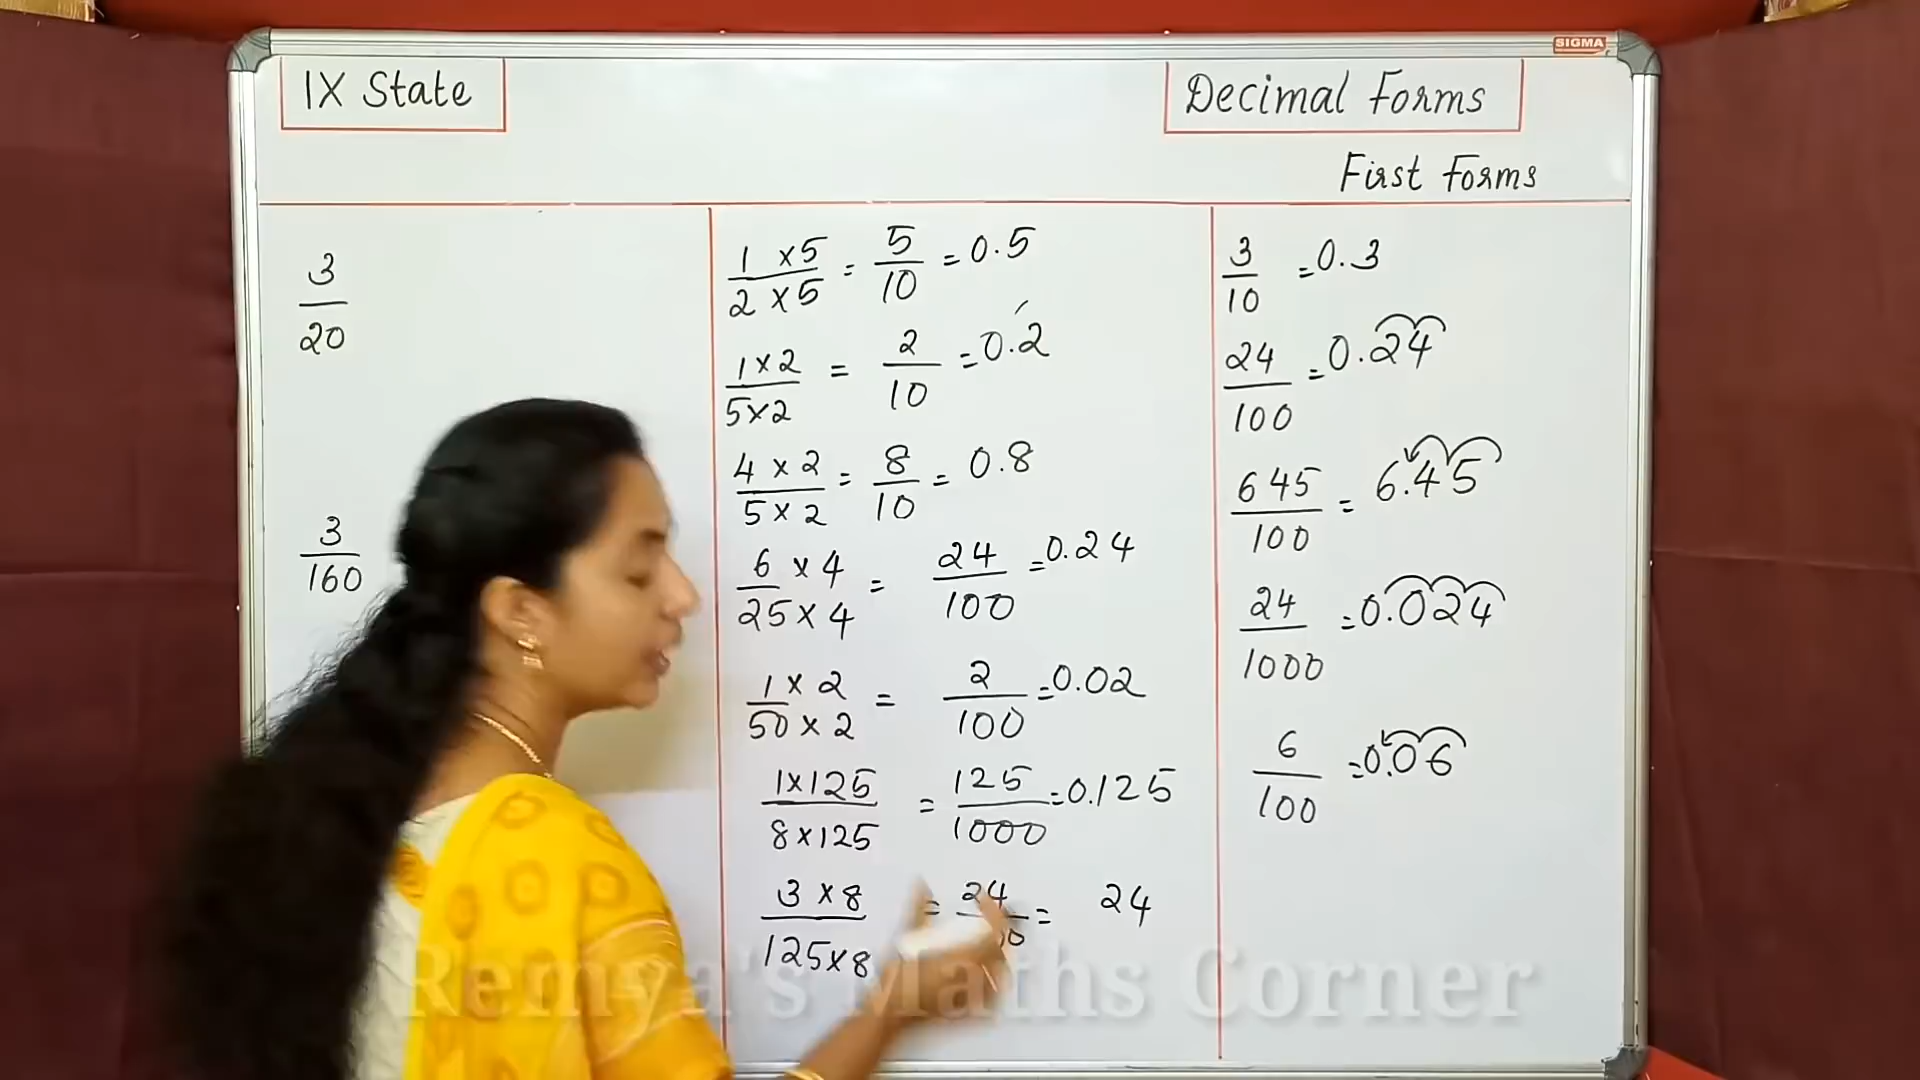 SIGMA
IX State
Decimal Forms
First Forms
3/20
3/160
1 × 5 / 2 × 5 = 5/10 = 0.5
1 × 2 / 5 × 2 = 2/10 = 0.2
4 × 2 / 5 × 2 = 8/10 = 0.8
6 × 4 / 25 × 4 = 24/100 = 0.24
1 × 2 / 50 × 2 = 2/100 = 0.02
1 × 125 / 8 × 125 = 125/1000 = 0.125
3 × 8 / 125 × 8 = 24/ = 24
3/10 = 0.3
24/100 = 0.24
645/100 = 6.45
24/1000 = 0.024
6/100 = 0.06
Remya's Maths Corner